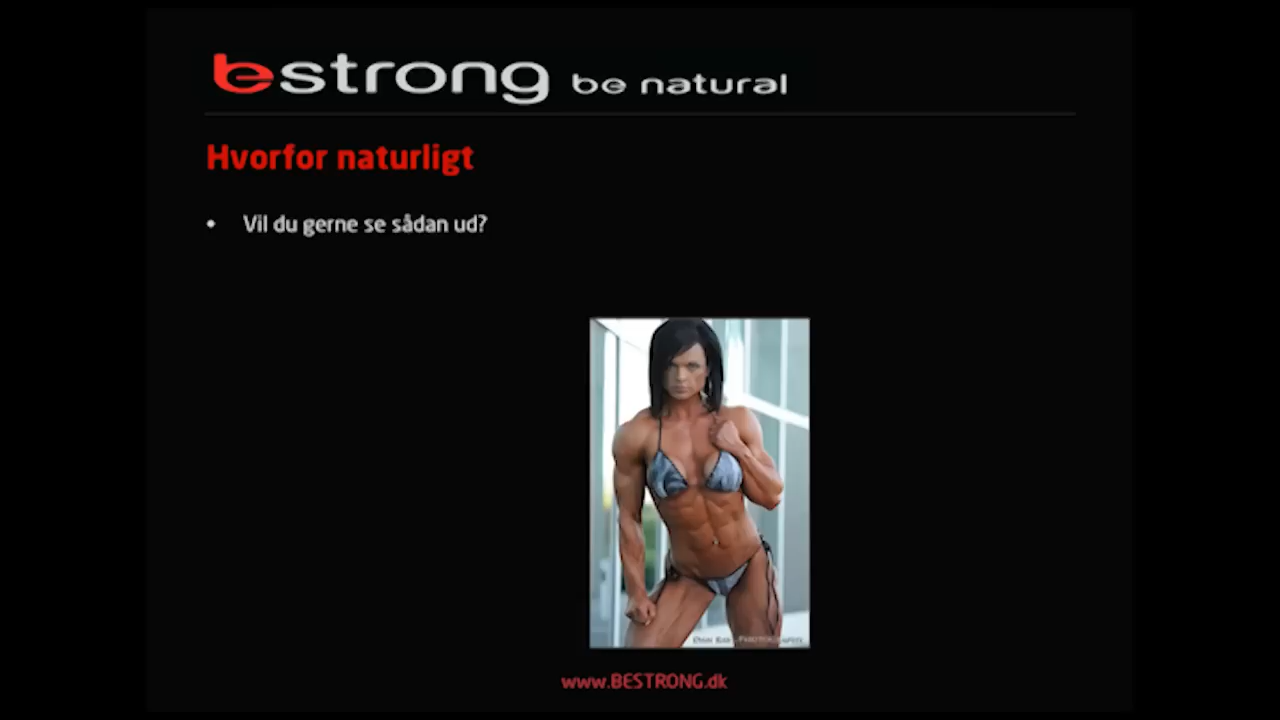 bestrong be natural
Hvorfor naturligt
• Vil du gerne se sådan ud?
www.BESTRONG.dk